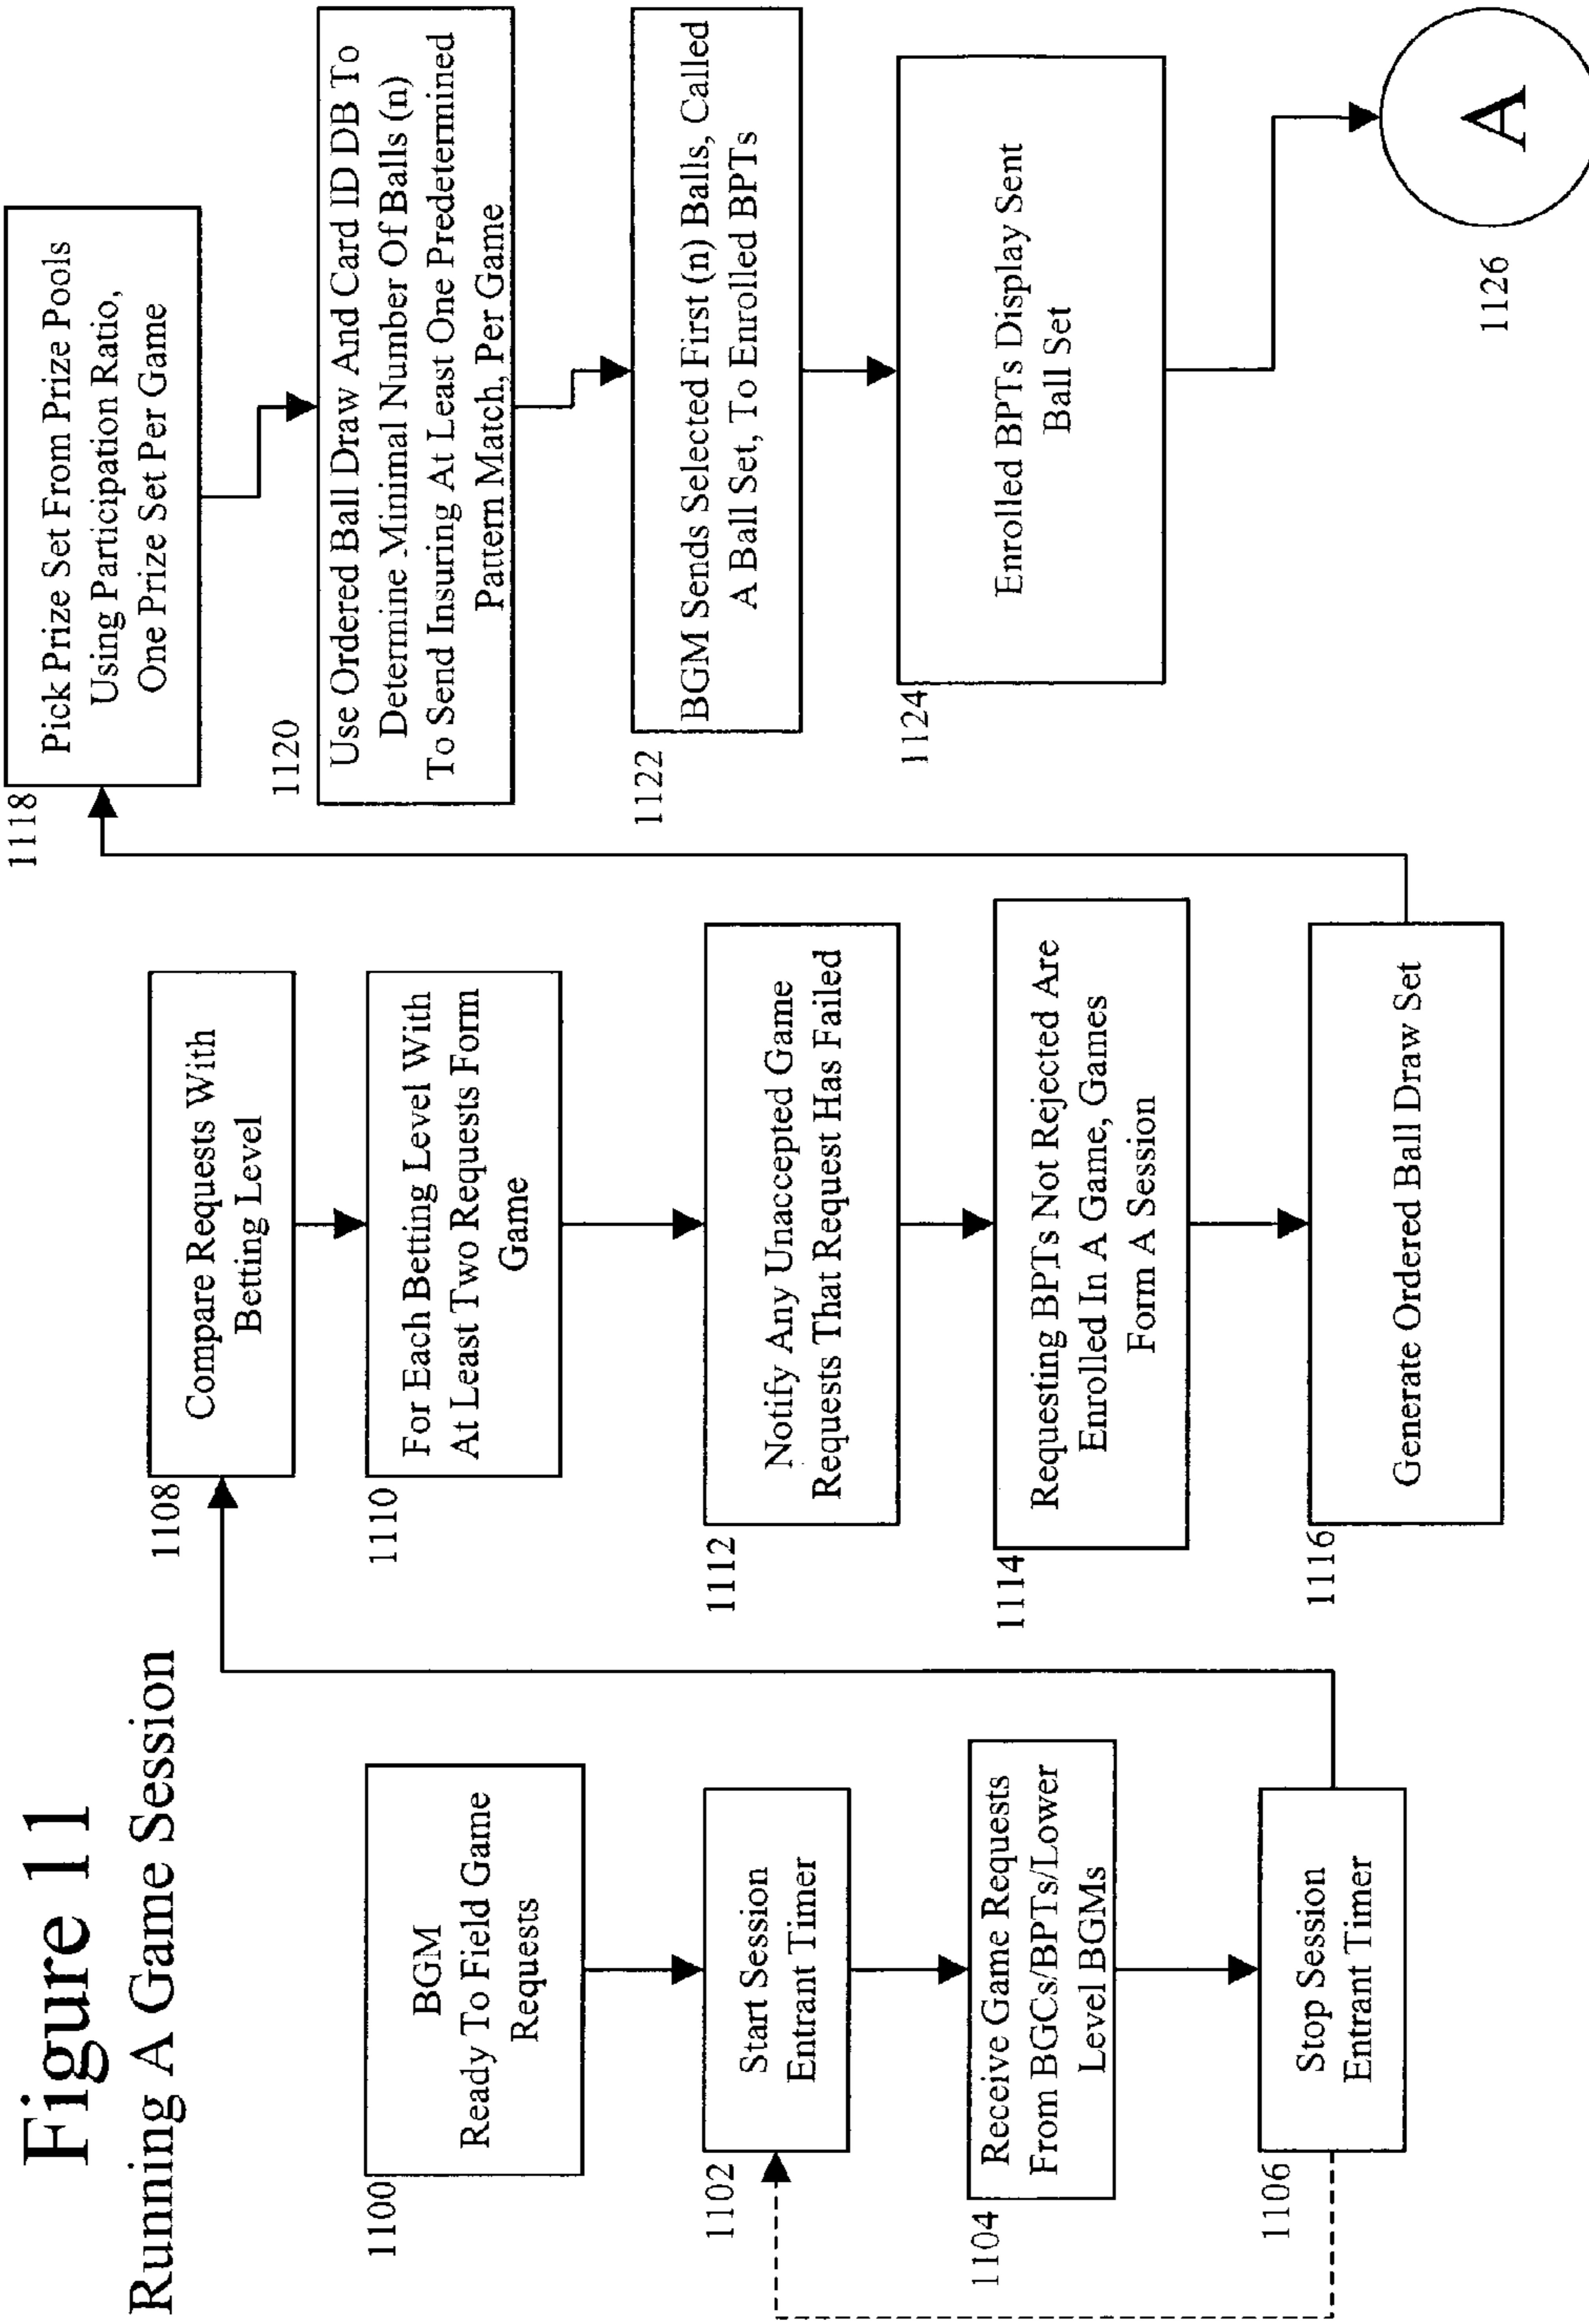 Figure 11
Running A Game Session
1100
BGM
Ready To Field Game
Requests
1102
Start Session
Entrant Timer
1104
Receive Game Requests
From BGCs/BPTs/Lower
Level BGMs
1106
Stop Session
Entrant Timer
1108
Compare Requests With
Betting Level
1110
For Each Betting Level With
At Least Two Requests Form
Game
1112
Notify Any Unaccepted Game
Requests That Request Has Failed
1114
Requesting BPTs Not Rejected Are
Enrolled In A Game, Games
Form A Session
1116
Generate Ordered Ball Draw Set
1118
Pick Prize Set From Prize Pools
Using Participation Ratio,
One Prize Set Per Game
1120
Use Ordered Ball Draw And Card ID DB To
Determine Minimal Number Of Balls (n)
To Send Insuring At Least One Predetermined
Pattern Match, Per Game
1122
BGM Sends Selected First (n) Balls, Called
A Ball Set, To Enrolled BPTs
1124
Enrolled BPTs Display Sent
Ball Set
1126
A